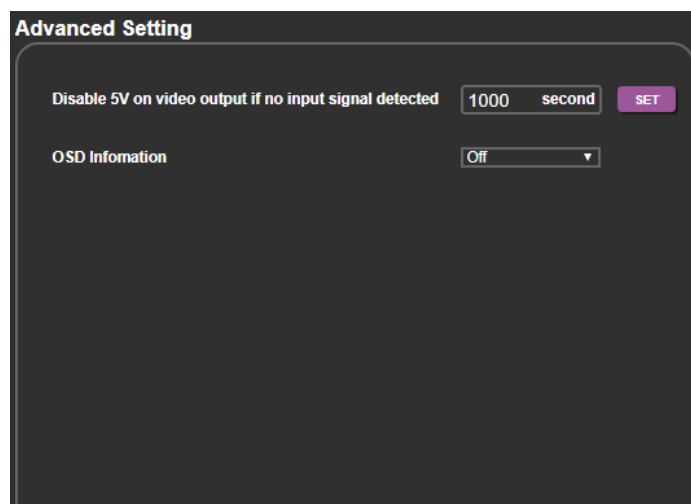 Advanced Setting
Disable 5V on video output if no input signal detected 1000 second SET
OSD Infomation Off